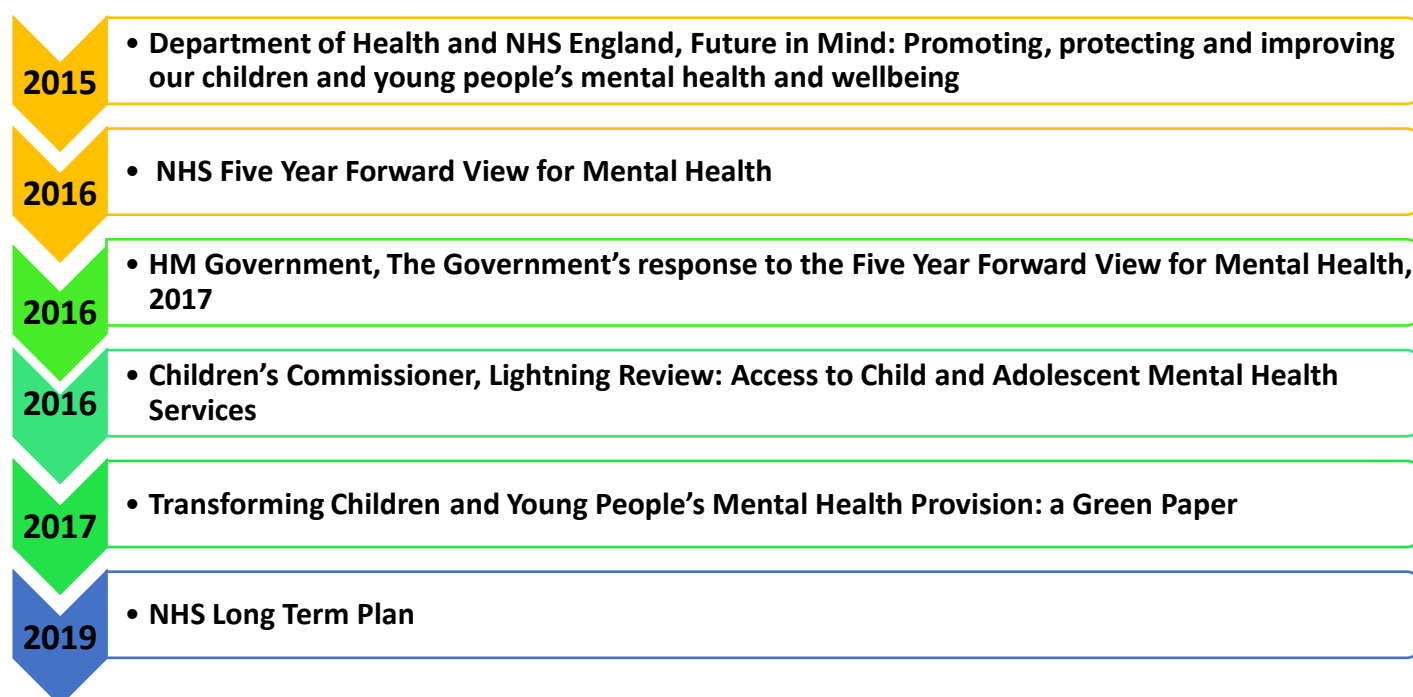 2015
• Department of Health and NHS England, Future in Mind: Promoting, protecting and improving
our children and young people’s mental health and wellbeing
2016
• NHS Five Year Forward View for Mental Health
2016
• HM Government, The Government’s response to the Five Year Forward View for Mental Health,
2017
2016
• Children’s Commissioner, Lightning Review: Access to Child and Adolescent Mental Health
Services
2017
• Transforming Children and Young People’s Mental Health Provision: a Green Paper
2019
• NHS Long Term Plan